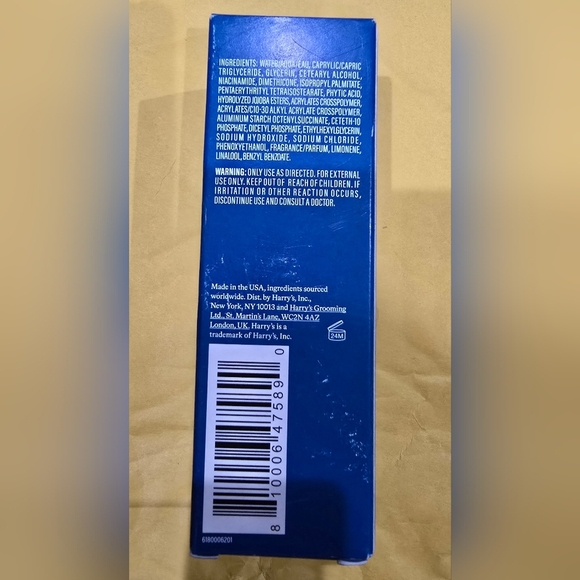 INGREDIENTS: WATER/AQUA/EAU, CAPRYLIC/CAPRIC
TRIGLYCERIDE, GLYCERIN, CETEARYL ALCOHOL,
NIACINAMIDE, DIMETHICONE, ISOPROPYL PALMITATE,
PENTAERYTHRITYL TETRAISOSTEARATE, PHYTIC ACID,
HYDROLYZED JOJOBA ESTERS, ACRYLATES CROSSPOLYMER,
ACRYLATES/C10-30 ALKYL ACRYLATE CROSSPOLYMER,
ALUMINUM STARCH OCTENYLSUCCINATE, CETETH-10
PHOSPHATE, DICETYL PHOSPHATE, ETHYLHEXYLGLYCERIN,
SODIUM HYDROXIDE, SODIUM CHLORIDE,
PHENOXYETHANOL, FRAGRANCE/PARFUM, LIMONENE,
LINALOOL, BENZYL BENZOATE.
WARNING: ONLY USE AS DIRECTED. FOR EXTERNAL
USE ONLY. KEEP OUT OF REACH OF CHILDREN. IF
IRRITATION OR OTHER REACTION OCCURS,
DISCONTINUE USE AND CONSULT A DOCTOR.
Made in the USA, ingredients sourced
worldwide. Dist. by Harry's, Inc.,
New York, NY 10013 and Harry's Grooming
Ltd., St. Martin's Lane, WC2N 4AZ
London, UK. Harry's is a
trademark of Harry's, Inc.
24M
8 10006 47589 0
6180006201